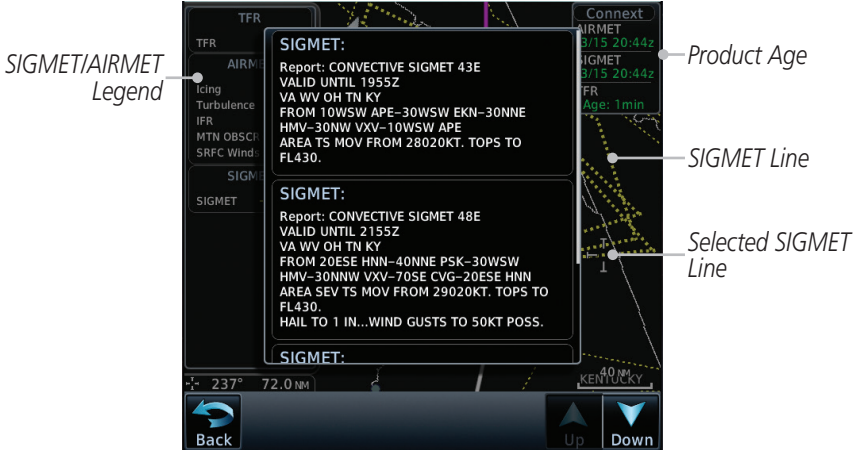 SIGMET/AIRMET
Legend
TFR
TFR
AIRME
Icing
Turbulence
IFR
MTN OBSCR
SRFC Winds
SIGME
SIGMET
SIGMET:
Report: CONVECTIVE SIGMET 43E
VALID UNTIL 1955Z
VA WV OH TN KY
FROM 10WSW APE–30WSW EKN–30NNE
HMV–30NW VXV–10WSW APE
AREA TS MOV FROM 28020KT. TOPS TO
FL430.
SIGMET:
Report: CONVECTIVE SIGMET 48E
VALID UNTIL 2155Z
VA WV OH TN KY
FROM 20ESE HNN–40NNE PSK–30WSW
HMV–30NNW VXV–70SE CVG–20ESE HNN
AREA SEV TS MOV FROM 29020KT. TOPS TO
FL430.
HAIL TO 1 IN...WIND GUSTS TO 50KT POSS.
SIGMET:
Connext
AIRMET
3/15 20:44z
SIGMET
3/15 20:44z
TFR
Age: 1min
Product Age
SIGMET Line
Selected SIGMET
Line
237° 72.0 NM
40 NM
KENTUCKY
Back
Up
Down